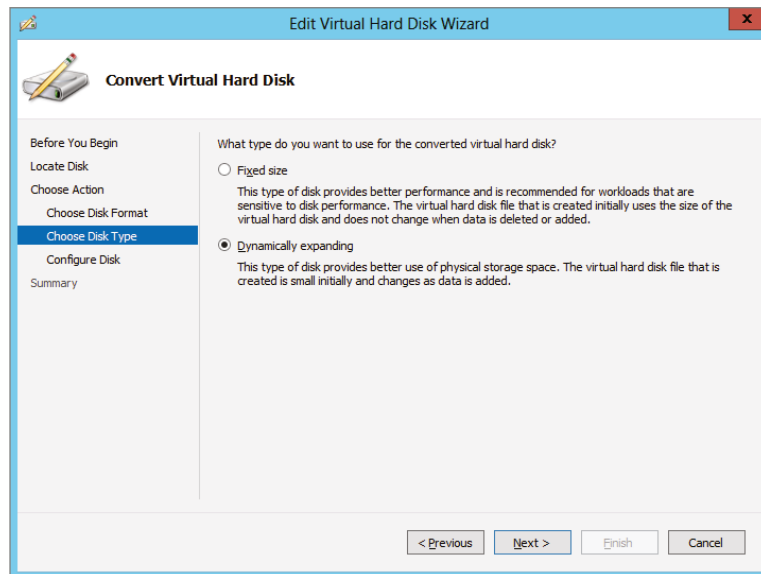 Edit Virtual Hard Disk Wizard
x
Convert Virtual Hard Disk
Before You Begin
Locate Disk
Choose Action
Choose Disk Format
Choose Disk Type
Configure Disk
Summary
What type do you want to use for the converted virtual hard disk?
Fixed size
This type of disk provides better performance and is recommended for workloads that are
sensitive to disk performance. The virtual hard disk file that is created initially uses the size of the
virtual hard disk and does not change when data is deleted or added.
Dynamically expanding
This type of disk provides better use of physical storage space. The virtual hard disk file that is
created is small initially and changes as data is added.
< Previous
Next >
Finish
Cancel